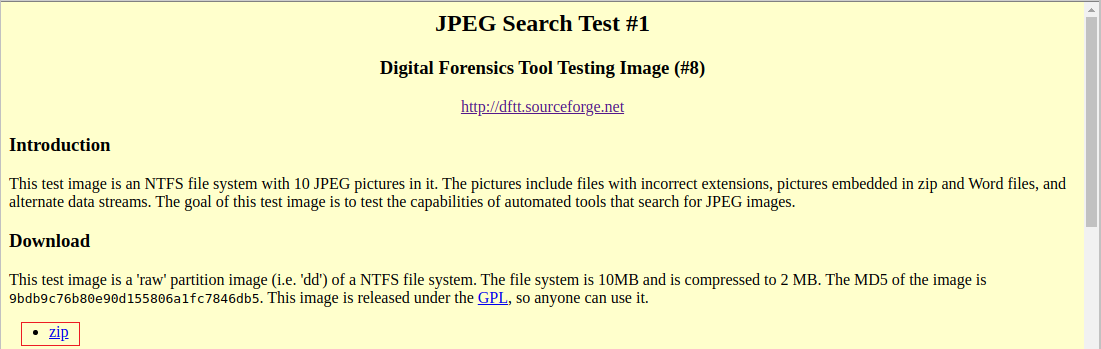 JPEG Search Test #1
Digital Forensics Tool Testing Image (#8)
http://dftt.sourceforge.net
Introduction
This test image is an NTFS file system with 10 JPEG pictures in it. The pictures include files with incorrect extensions, pictures embedded in zip and Word files, and
alternate data streams. The goal of this test image is to test the capabilities of automated tools that search for JPEG images.
Download
This test image is a 'raw' partition image (i.e. 'dd') of a NTFS file system. The file system is 10MB and is compressed to 2 MB. The MD5 of the image is
9bdb9c76b80e90d155806a1fc7846db5. This image is released under the GPL, so anyone can use it.
• zip